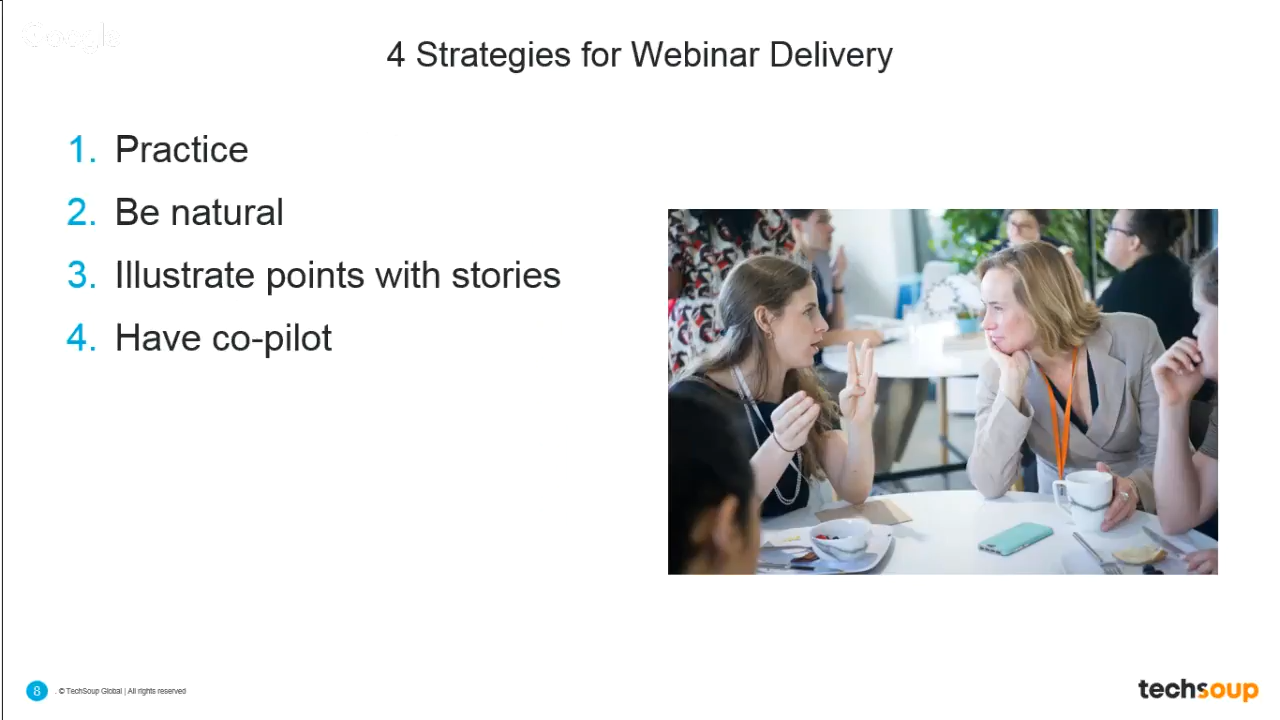 Google
4 Strategies for Webinar Delivery
1. Practice
2. Be natural
3. Illustrate points with stories
4. Have co-pilot
8 . © TechSoup Global | All rights reserved
techsoup